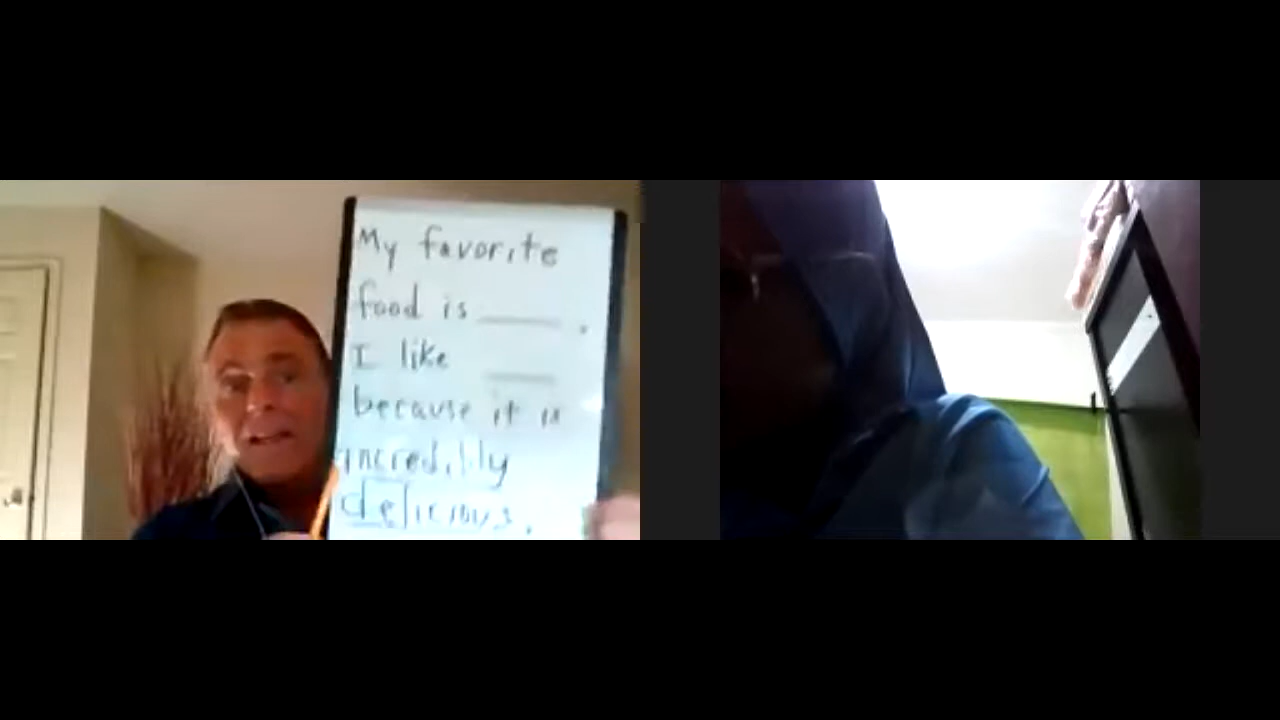 My favorite
food is ____.
I like ____
because it is
incredibly
delicious.